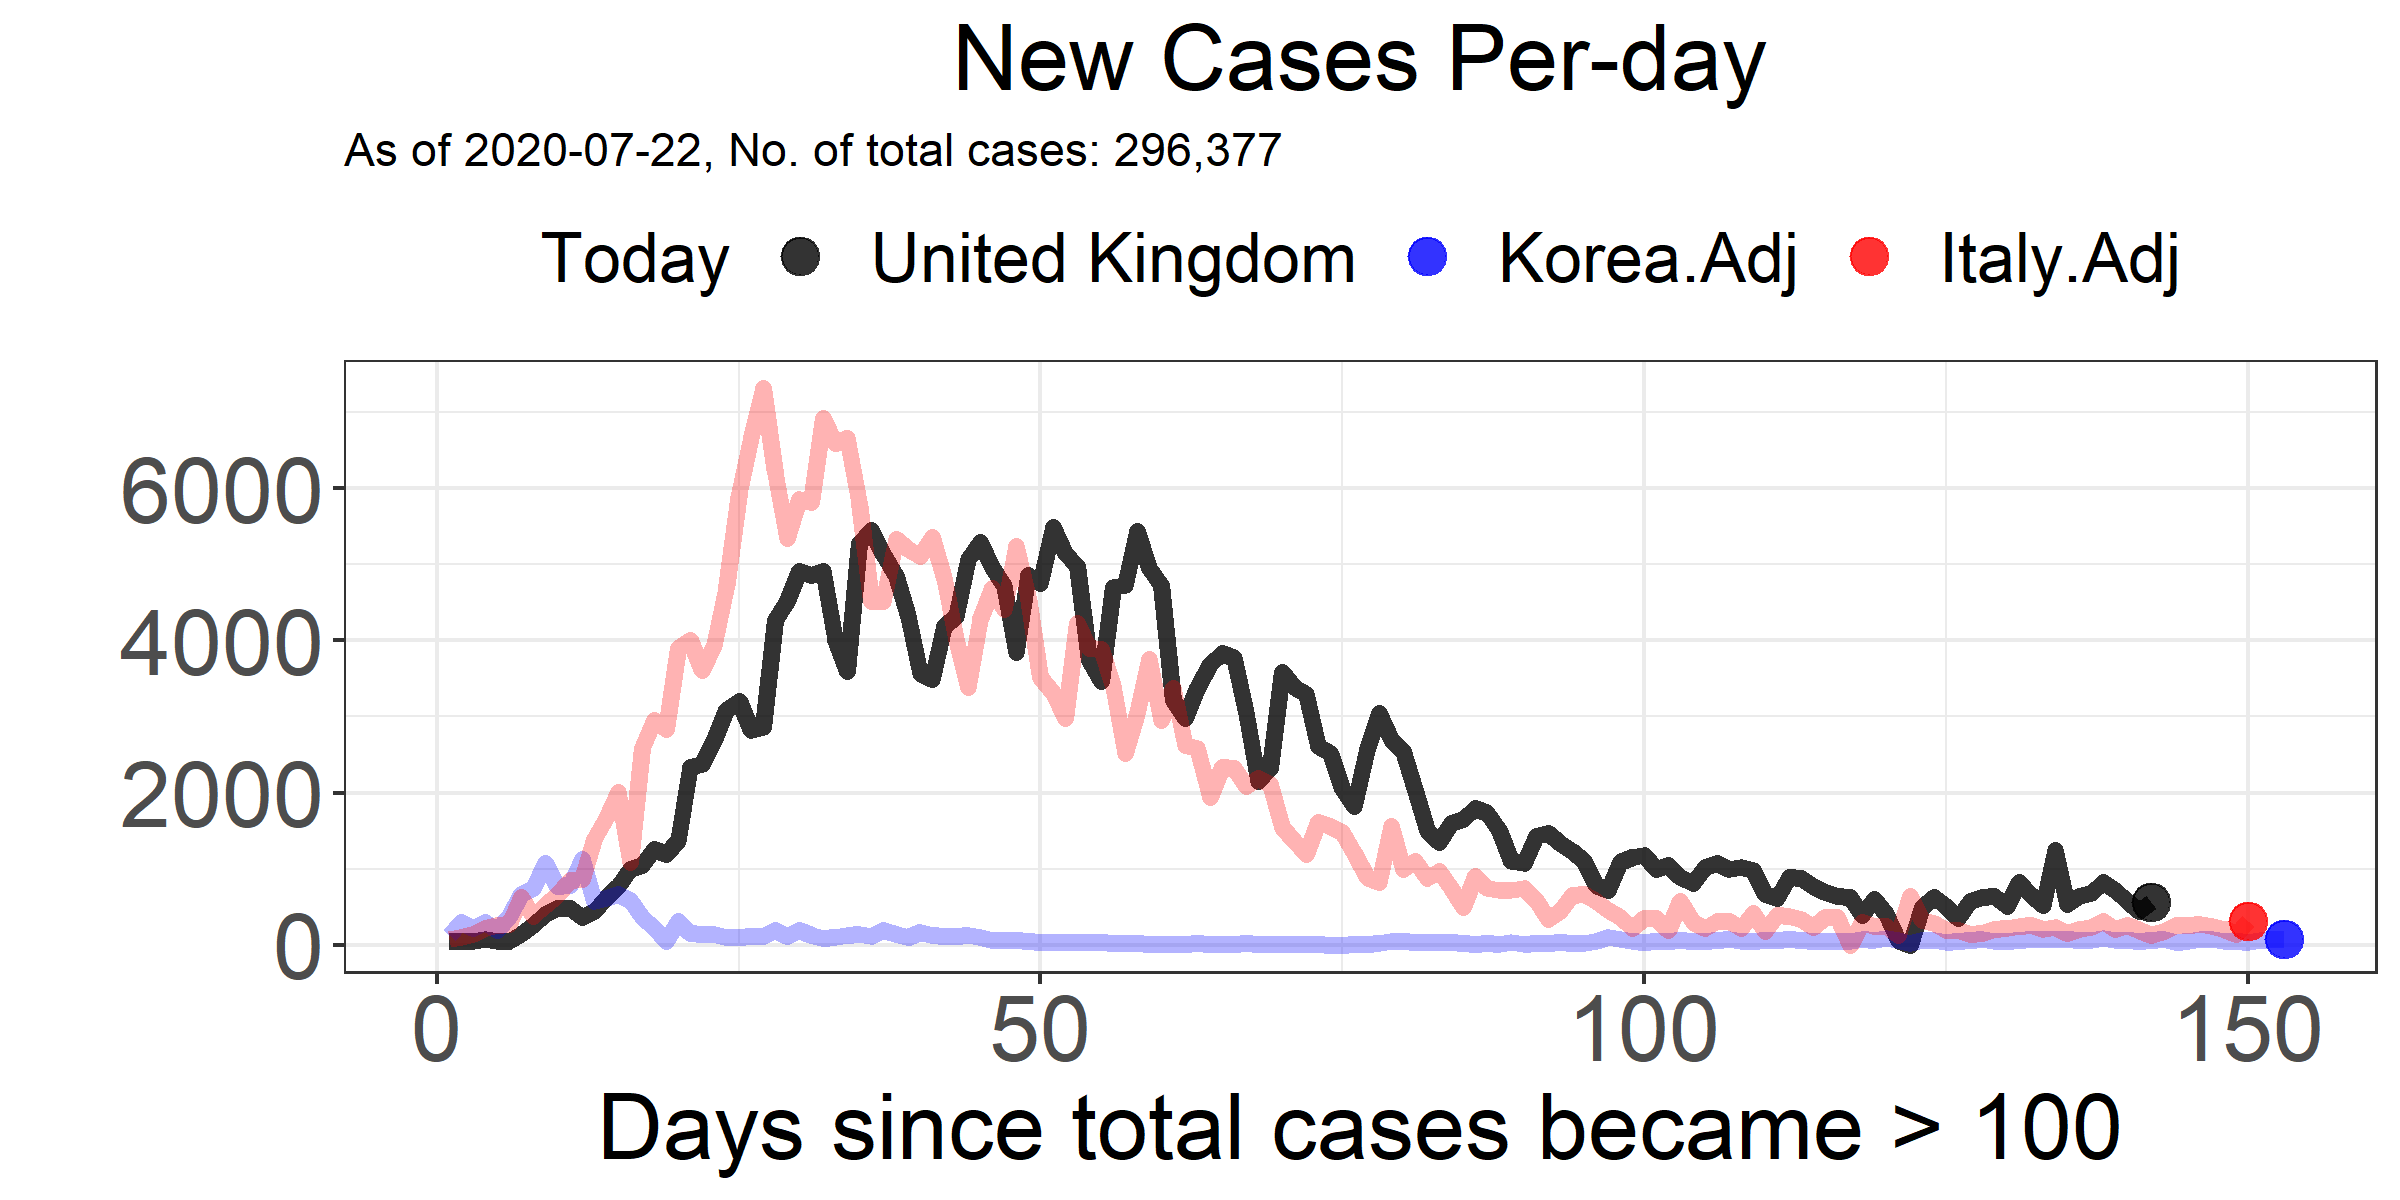 New Cases Per-day
As of 2020-07-22, No. of total cases: 296,377
Today United Kingdom Korea.Adj Italy.Adj
6000
4000
2000
0
0 50 100 150
Days since total cases became > 100